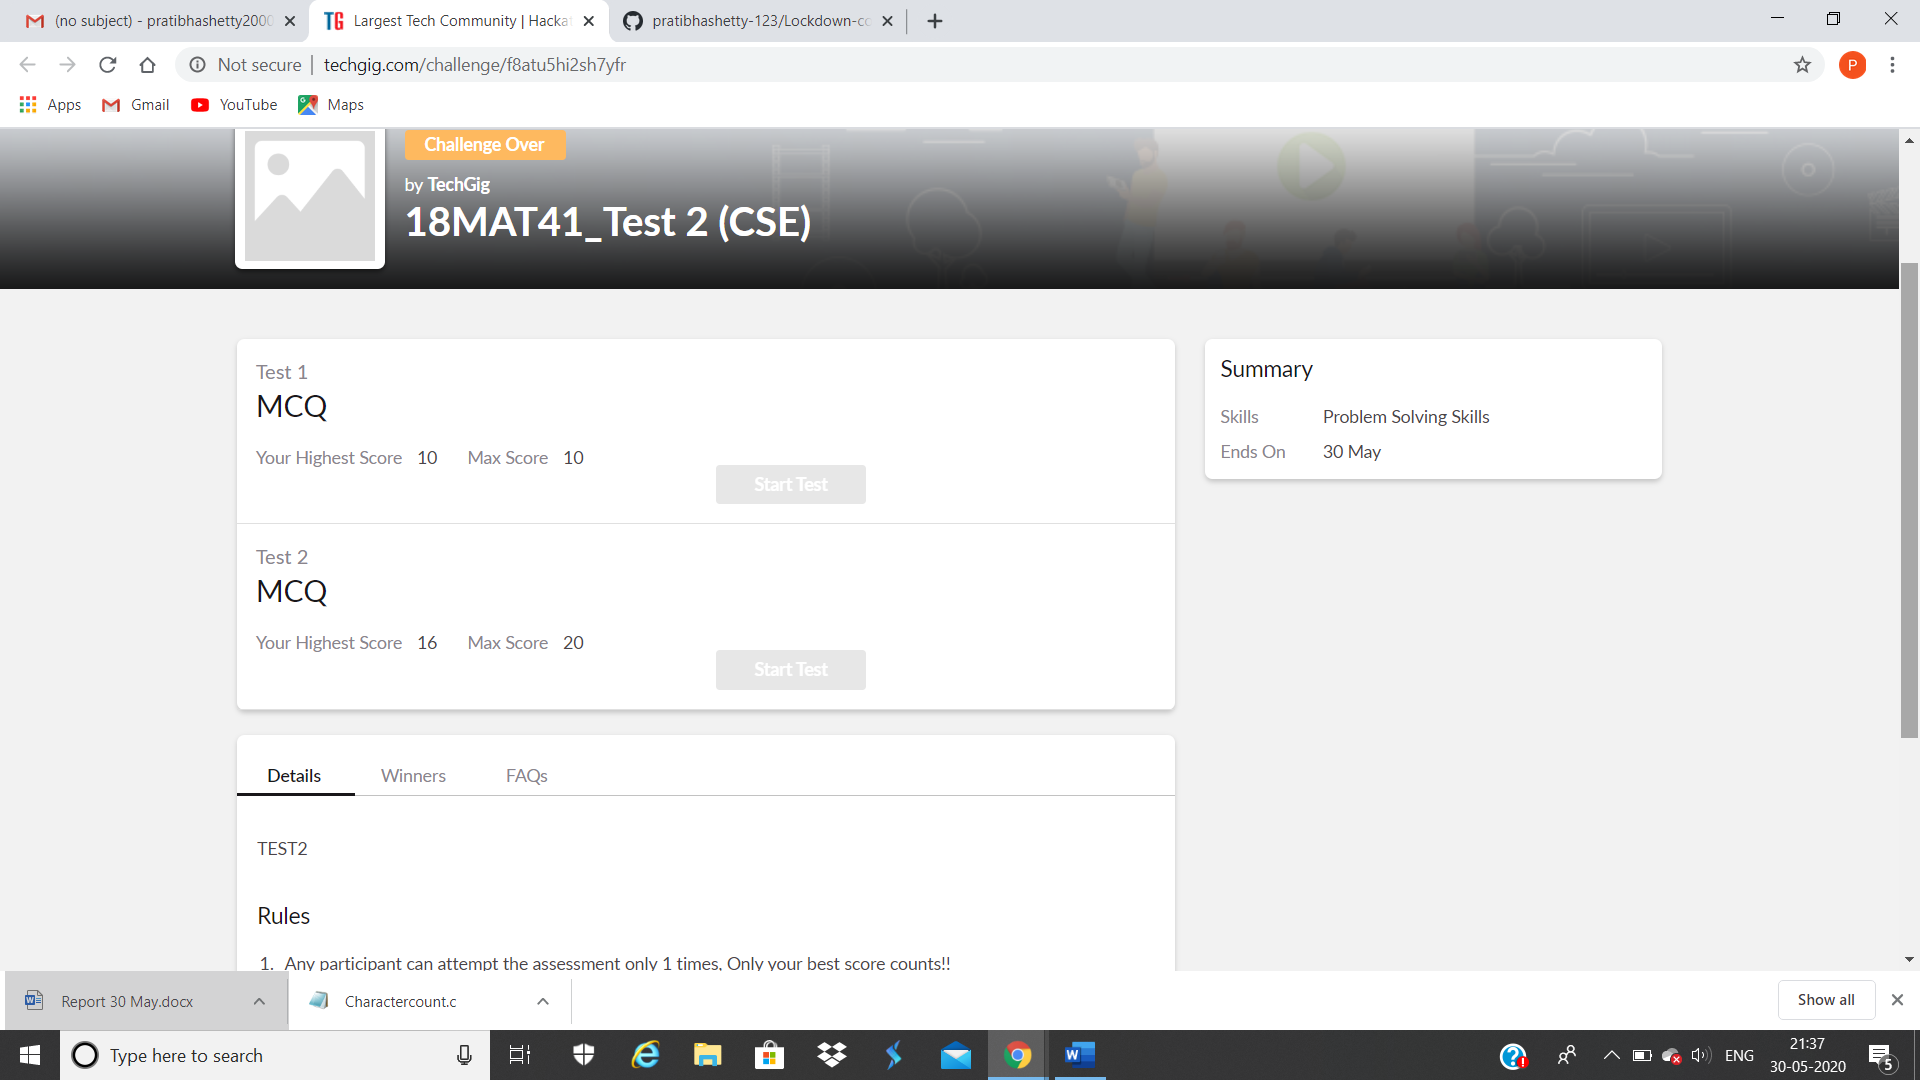 (no subject) - pratibhashetty2000
TG Largest Tech Community | Hacka
pratibhashetty-123/Lockdown-co
Not secure | techgig.com/challenge/f8atu5hi2sh7yfr
P
Apps Gmail YouTube Maps
Challenge Over
by TechGig
18MAT41_Test 2 (CSE)
Test 1
MCQ
Your Highest Score 10 Max Score 10
Start Test
Test 2
MCQ
Your Highest Score 16 Max Score 20
Start Test
Summary
Skills Problem Solving Skills
Ends On 30 May
Details Winners FAQs
TEST2
Rules
1. Any participant can attempt the assessment only 1 times, Only your best score counts!!
Report 30 May.docx
Charactercount.c
Show all
Type here to search
ENG
21:37
30-05-2020
5